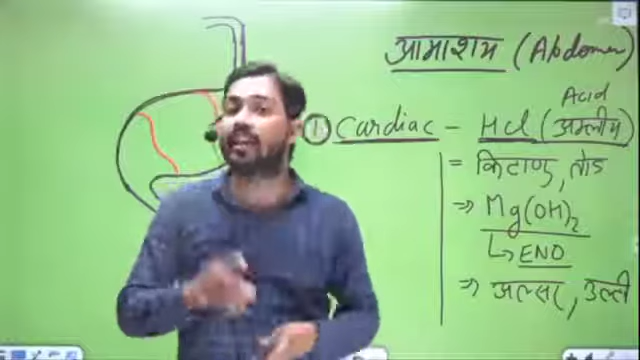 आमाशय (Abdomen)
Acid
① Cardiac - HCl (अम्लीय)
= किटाणु, तोड
⇒ Mg(OH)₂
↳ ENO
⇒ अल्सर, उल्टी